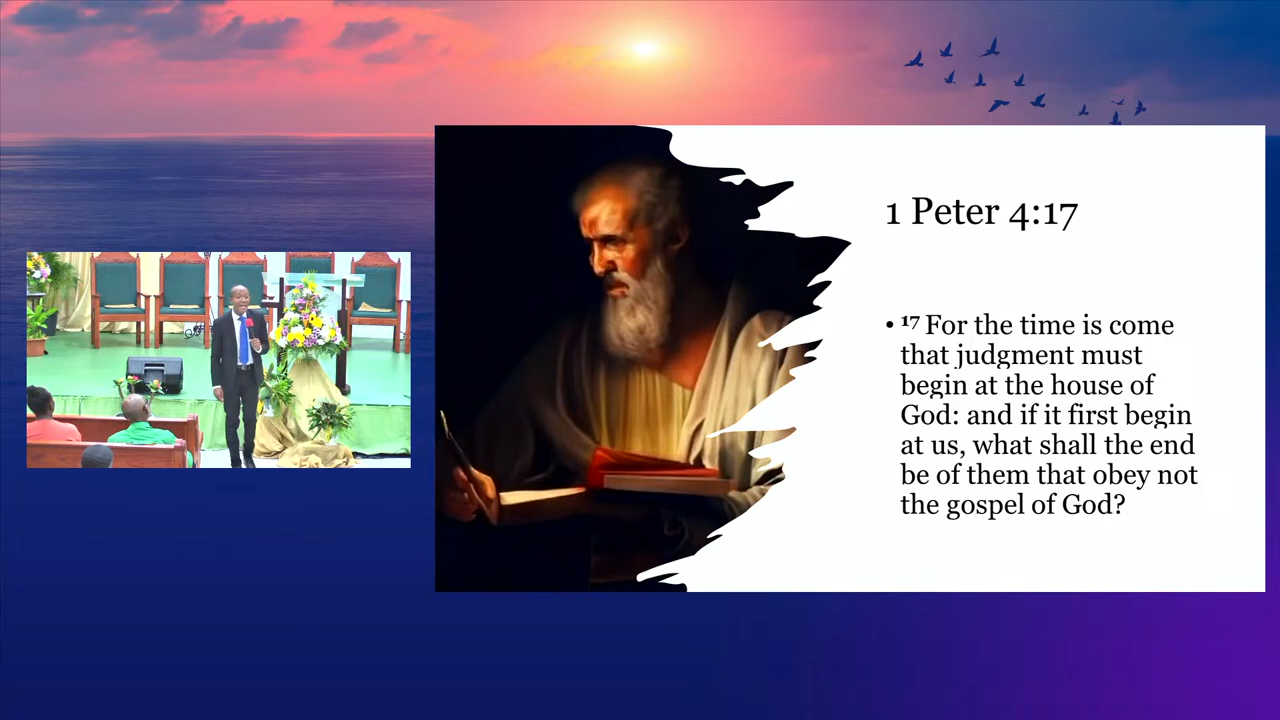 1 Peter 4:17
• 17 For the time is come
that judgment must
begin at the house of
God: and if it first begin
at us, what shall the end
be of them that obey not
the gospel of God?